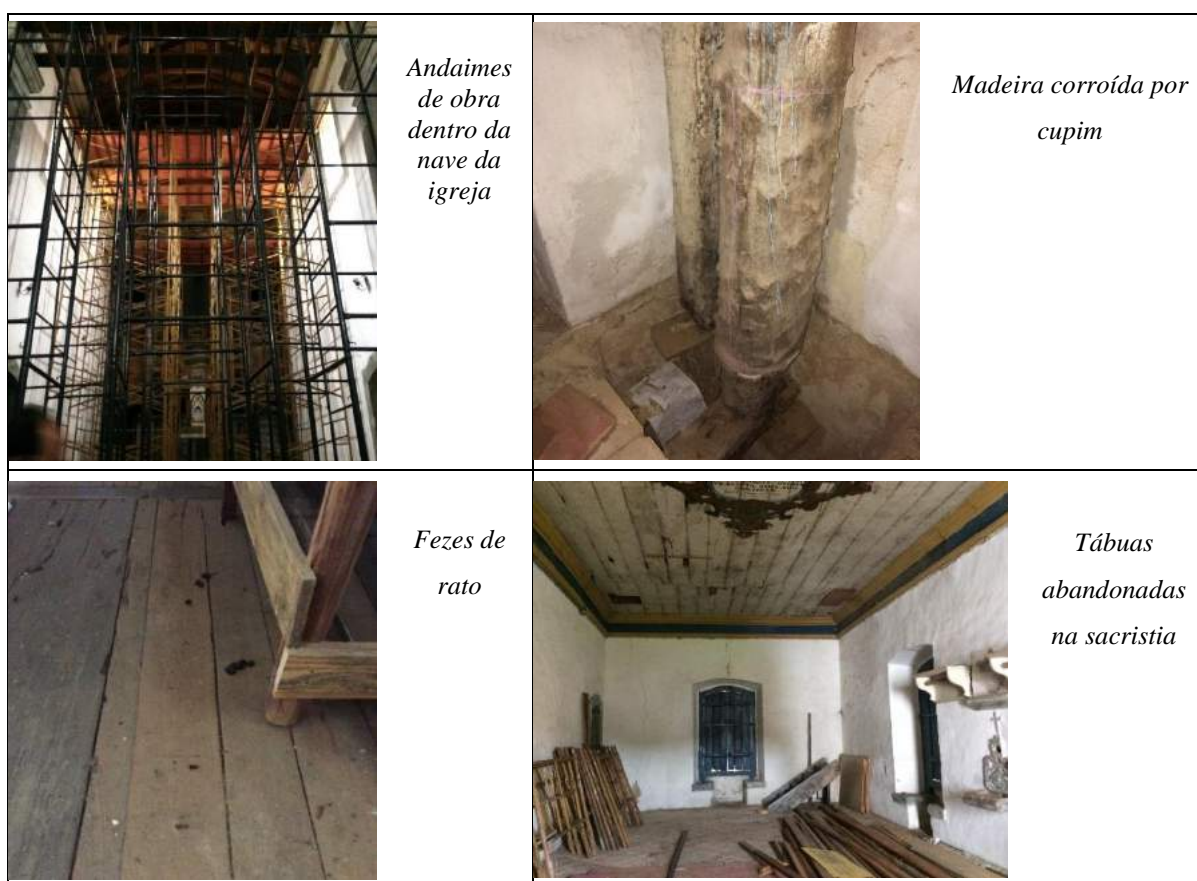 Andaimes
de obra
dentro da
nave da
igreja
Madeira corroída por
cupim
Fezes de
rato
Tábuas
abandonadas
na sacristia